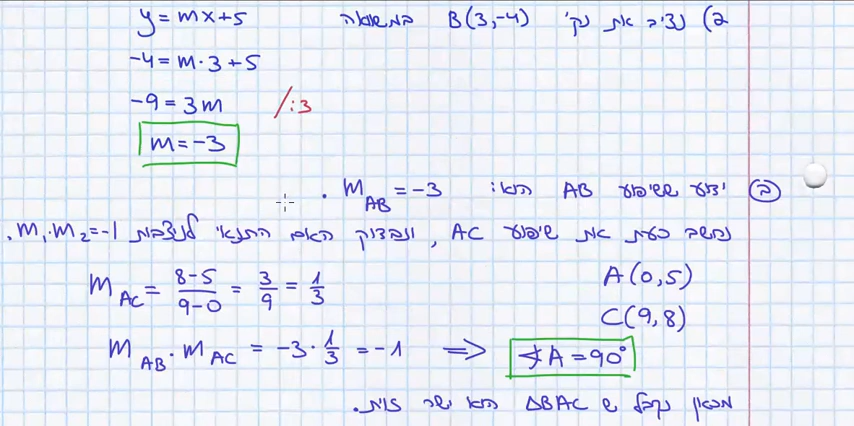 2) נציב את נק' B(3,-4) במשוואה
y = mx + 5
-4 = m·3 + 5
-9 = 3m /:3
m = -3
ב) ידוע ששיפוע AB הוא: m_AB = -3.
נחשב כעת את שיפוע AC, ונבדוק האם התנאי לניצבות m₁·m₂ = -1.
A(0,5)
C(9,8)
m_AC = (8-5)/(9-0) = 3/9 = 1/3
m_AB · m_AC = -3 · 1/3 = -1 ⟹ ∢A = 90°
מכאן נקבל ש ΔBAC הוא ישר זוית.